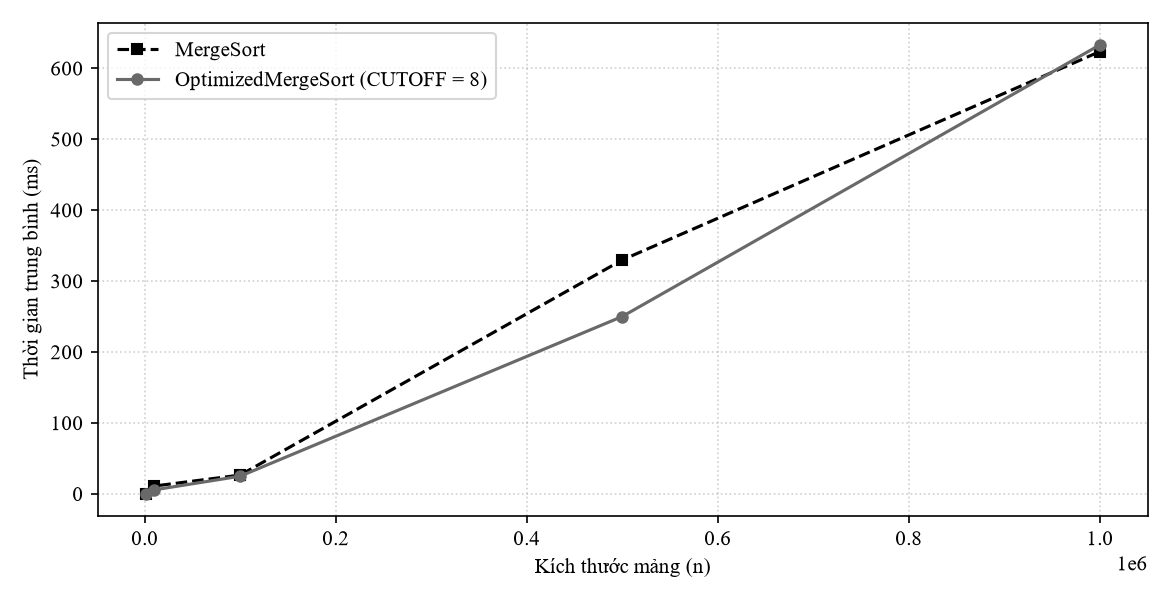 MergeSort
OptimizedMergeSort (CUTOFF = 8)
Thời gian trung bình (ms)
600
500
400
300
200
100
0
0.0 0.2 0.4 0.6 0.8 1.0
1e6
Kích thước mảng (n)